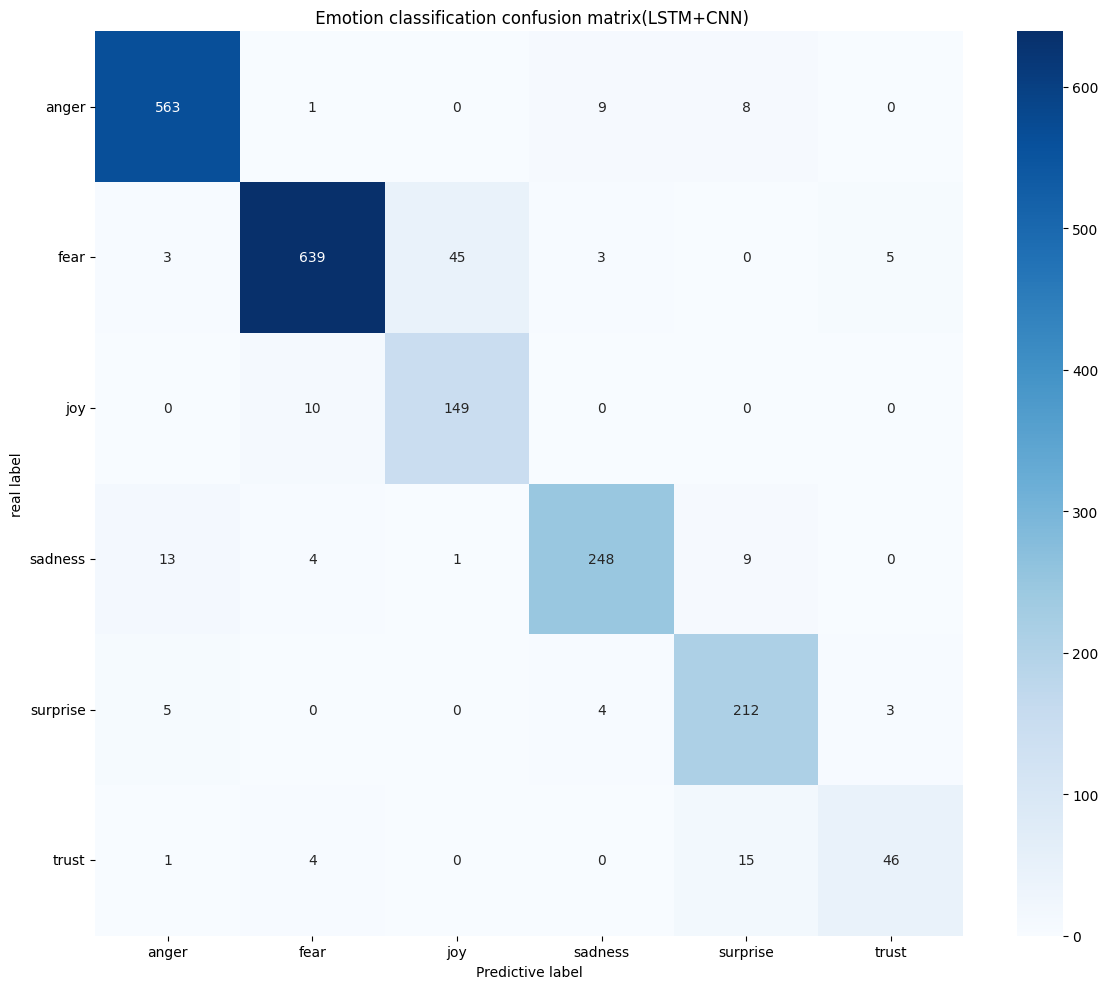 Emotion classification confusion matrix(LSTM+CNN)
anger 563 1 0 9 8 0
fear 3 639 45 3 0 5
joy 0 10 149 0 0 0
sadness 13 4 1 248 9 0
surprise 5 0 0 4 212 3
trust 1 4 0 0 15 46
anger fear joy sadness surprise trust
Predictive label
real label
600
500
400
300
200
100
0